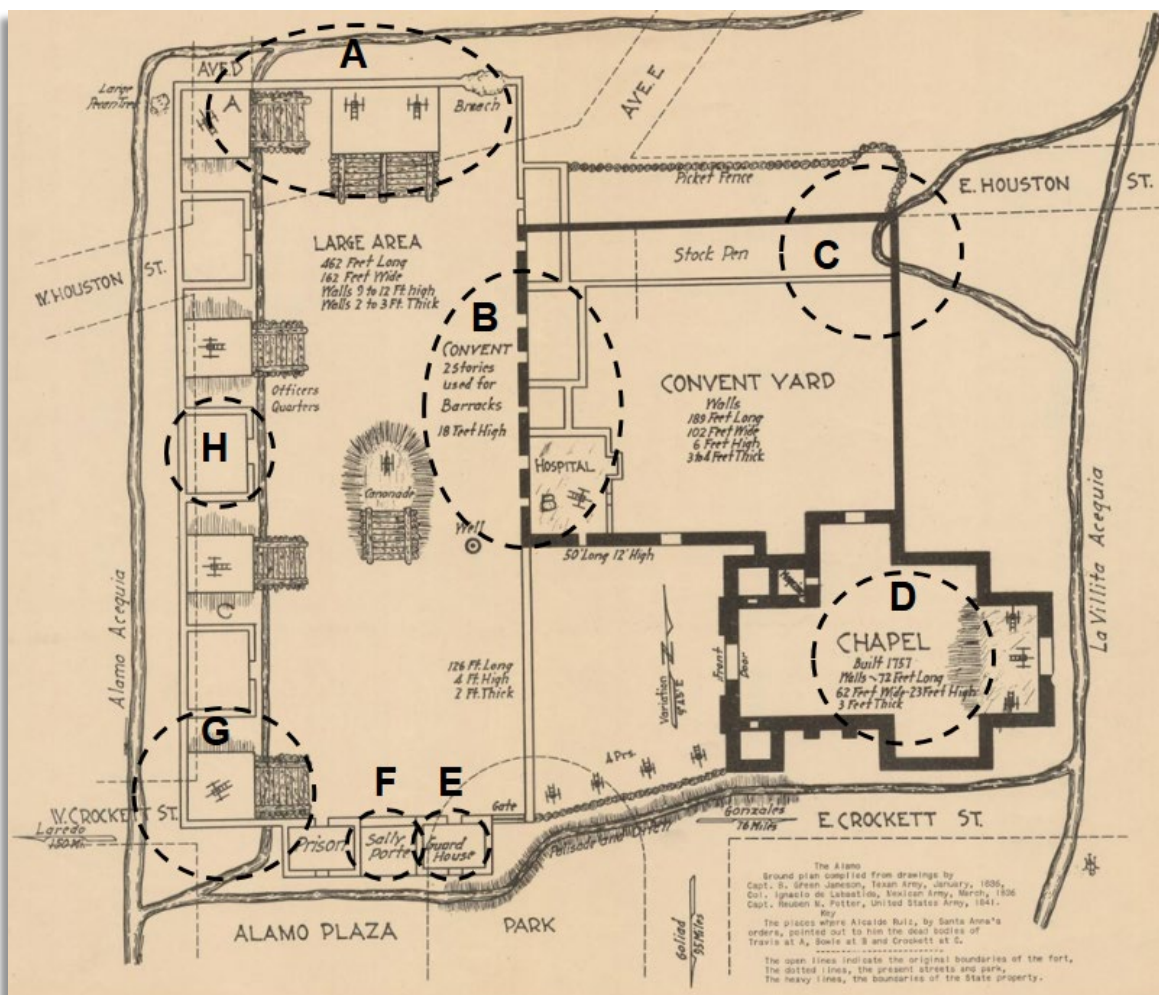 A
AVE D
Large
Pecan Tree
A
Breach
AVE. E
Picket Fence
E. HOUSTON ST.
C
W. HOUSTON ST.
LARGE AREA
462 Feet Long
162 Feet Wide
Walls 9 to 12 Ft. high
Walls 2 to 3 Ft. Thick
Stock Pen
B
CONVENT
2 Stories
used for
Barracks
18 Feet High
CONVENT YARD
Walls
189 Feet Long
102 Feet Wide
6 Feet High
3 to 4 Feet Thick
Officers
Quarters
H
HOSPITAL
B
Canonade
Well
50' Long 12' High
Alamo Acequia
La Villita Acequia
C
D
CHAPEL
Built 1757
Walls ~ 72 Feet Long
62 Feet Wide - 23 Feet High
3 Feet Thick
Front
Door
Variation
9°25'E
N
126 Ft. Long
4 Ft. High
2 Ft. Thick
G
F
E
4 Prs.
W. CROCKETT ST.
Laredo
150 Mi.
Prison
Sally
Porte
Guard
House
Gate
Palisade and Ditch
Gonzales
76 Miles
E. CROCKETT ST.
ALAMO PLAZA
PARK
Goliad
95 Miles
The Alamo
Ground plan compiled from drawings by
Capt. B. Green Jameson, Texan Army, January, 1836,
Col. Ignacio de Labastida, Mexican Army, March, 1836
Capt. Reuben M. Potter, United States Army, 1841.
Key
The places where Alcalde Ruiz, by Santa Anna's
orders, pointed out to him the dead bodies of
Travis at A, Bowie at B and Crockett at C.
The open lines indicate the original boundaries of the fort,
The dotted lines, the present streets and park,
The heavy lines, the boundaries of the State property.